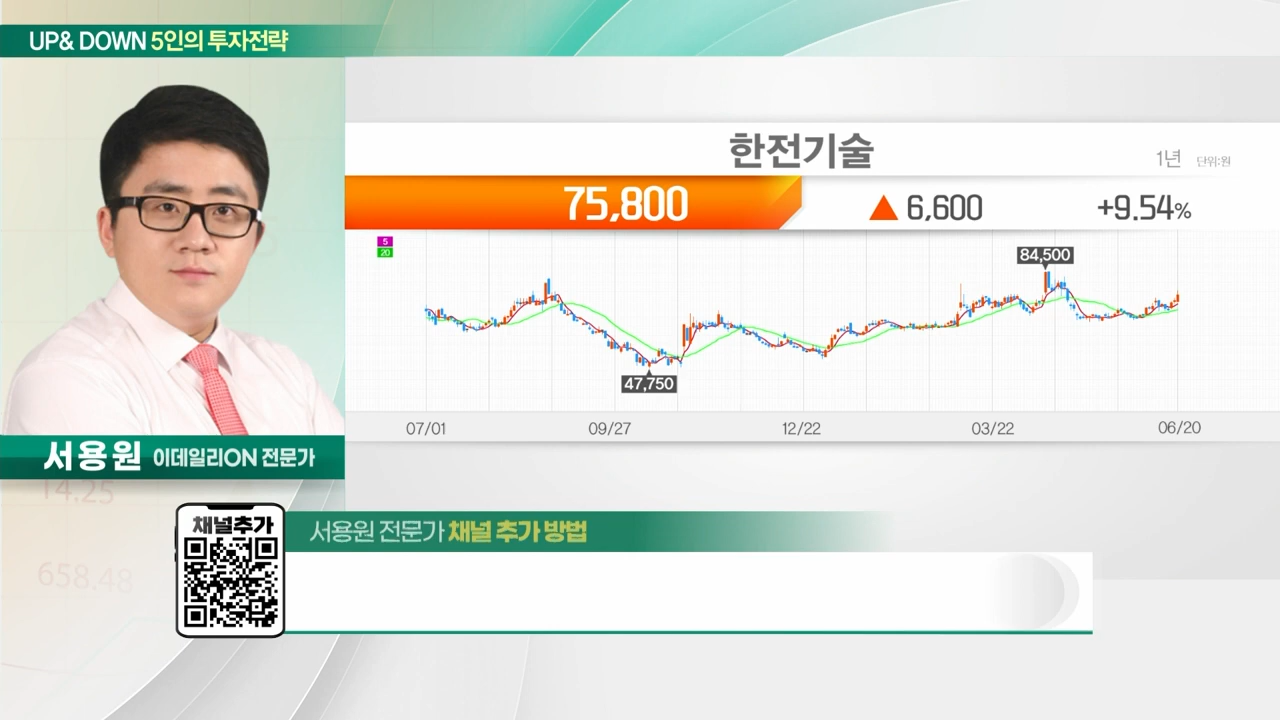 UP& DOWN 5인의 투자전략
한전기술
1년 단위:원
75,800
▲ 6,600
+9.54%
5
20
84,500
47,750
07/01
09/27
12/22
03/22
06/20
서용원 이데일리ON 전문가
14.25
658.48
채널추가
서용원 전문가 채널 추가 방법